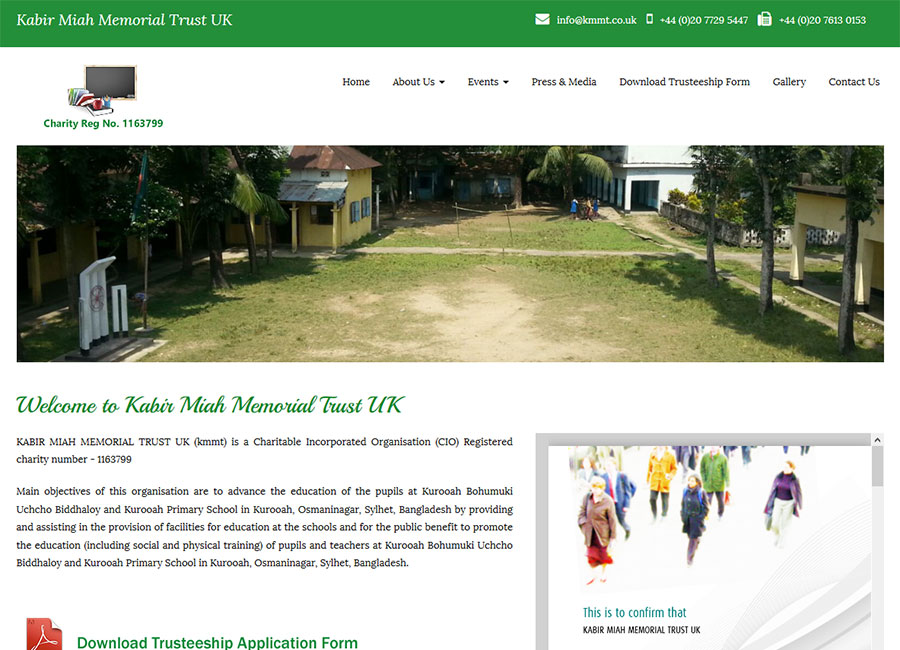 Kabir Miah Memorial Trust UK
info@kmmt.co.uk +44 (0)20 7729 5447 +44 (0)20 7613 0153
Home About Us Events Press & Media Download Trusteeship Form Gallery Contact Us
Charity Reg No. 1163799
Welcome to Kabir Miah Memorial Trust UK
KABIR MIAH MEMORIAL TRUST UK (kmmt) is a Charitable Incorporated Organisation (CIO) Registered
charity number - 1163799
Main objectives of this organisation are to advance the education of the pupils at Kurooah Bohumuki
Uchcho Biddhaloy and Kurooah Primary School in Kurooah, Osmaninagar, Sylhet, Bangladesh by providing
and assisting in the provision of facilities for education at the schools and for the public benefit to promote
the education (including social and physical training) of pupils and teachers at Kurooah Bohumuki Uchcho
Biddhaloy and Kurooah Primary School in Kurooah, Osmaninagar, Sylhet, Bangladesh.
Download Trusteeship Application Form
This is to confirm that
KABIR MIAH MEMORIAL TRUST UK